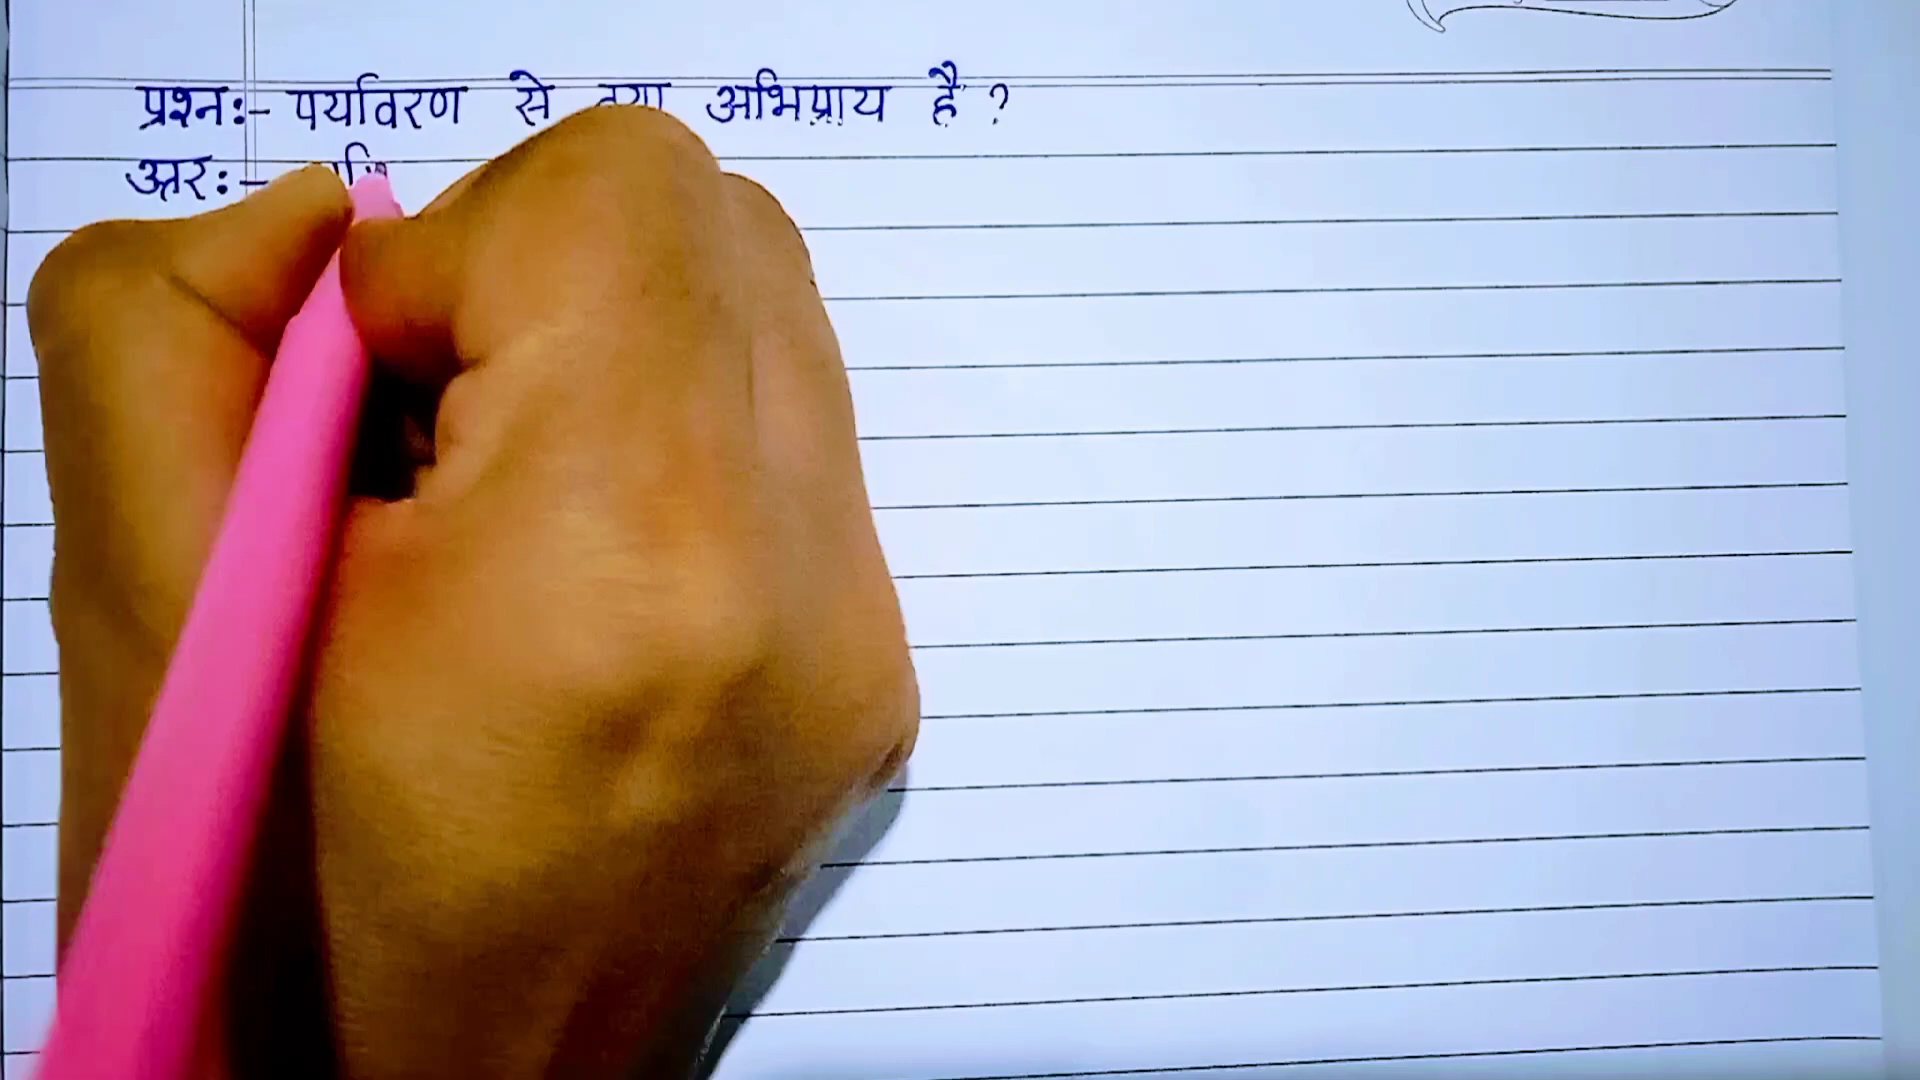 प्रश्न:- पर्यावरण से क्या अभिप्राय है ?
उत्तर:-